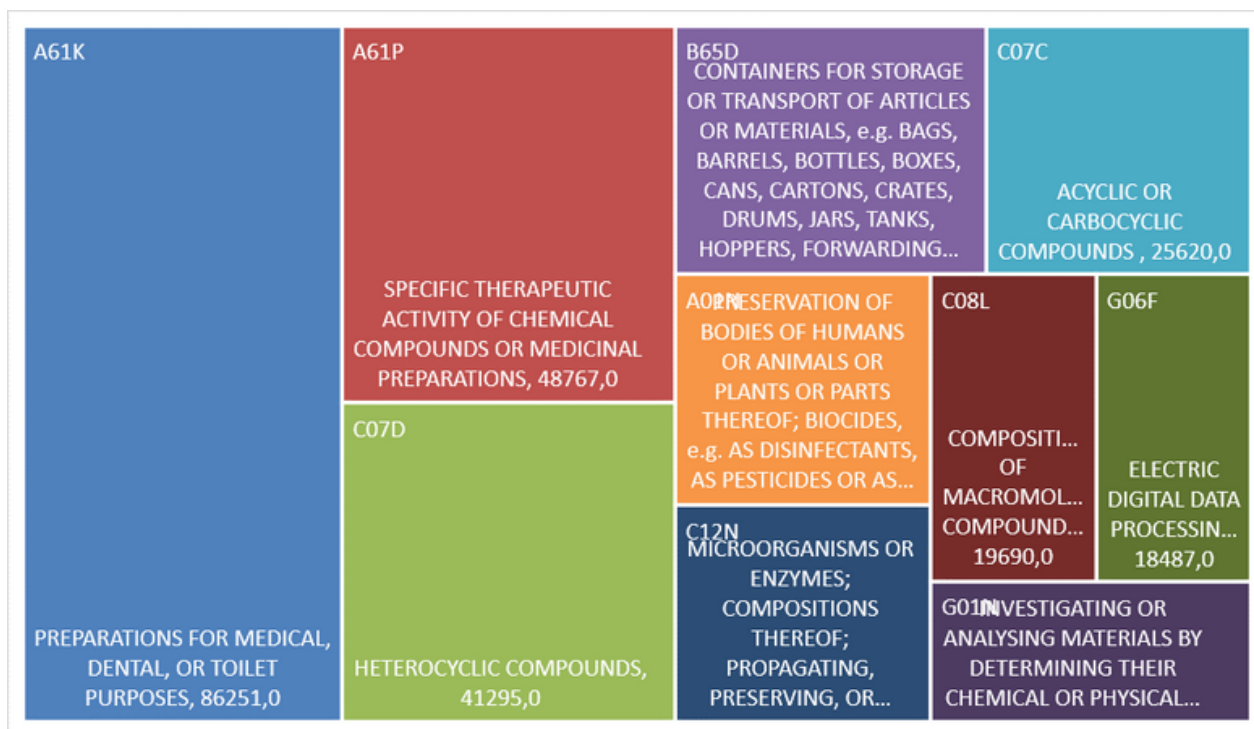 A61K
PREPARATIONS FOR MEDICAL,
DENTAL, OR TOILET
PURPOSES, 86251,0
A61P
SPECIFIC THERAPEUTIC
ACTIVITY OF CHEMICAL
COMPOUNDS OR MEDICINAL
PREPARATIONS, 48767,0
C07D
HETEROCYCLIC COMPOUNDS,
41295,0
B65D
CONTAINERS FOR STORAGE
OR TRANSPORT OF ARTICLES
OR MATERIALS, e.g. BAGS,
BARRELS, BOTTLES, BOXES,
CANS, CARTONS, CRATES,
DRUMS, JARS, TANKS,
HOPPERS, FORWARDING...
C07C
ACYCLIC OR
CARBOCYCLIC
COMPOUNDS , 25620,0
A01N
PRESERVATION OF
BODIES OF HUMANS
OR ANIMALS OR
PLANTS OR PARTS
THEREOF; BIOCIDES,
e.g. AS DISINFECTANTS,
AS PESTICIDES OR AS...
C12N
MICROORGANISMS OR
ENZYMES;
COMPOSITIONS
THEREOF;
PROPAGATING,
PRESERVING, OR...
C08L
COMPOSITI...
OF
MACROMOL...
COMPOUND...
19690,0
G06F
ELECTRIC
DIGITAL DATA
PROCESSIN...
18487,0
G01N
INVESTIGATING OR
ANALYSING MATERIALS BY
DETERMINING THEIR
CHEMICAL OR PHYSICAL...